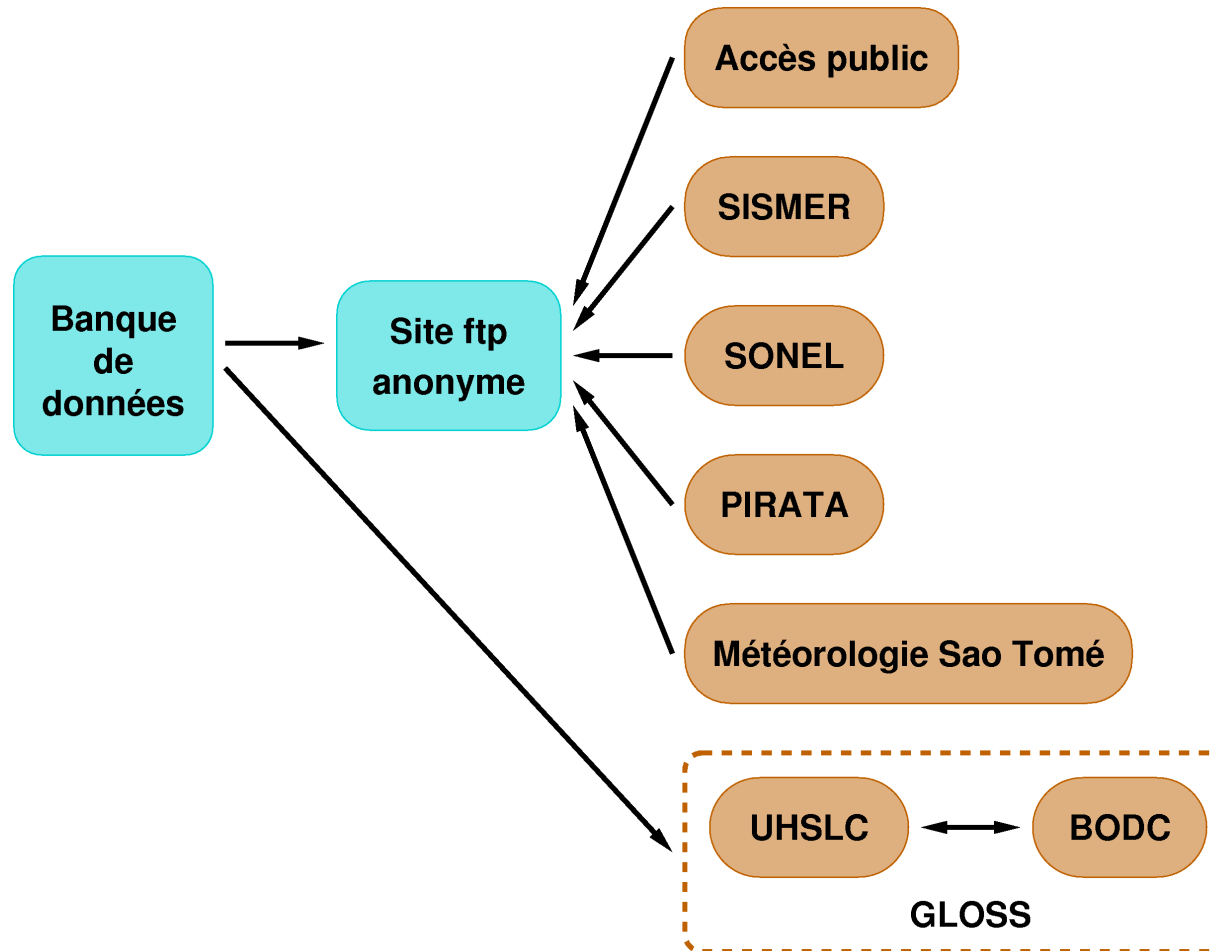 Accès public
SISMER
Banque
de
données
Site ftp
anonyme
SONEL
PIRATA
Météorologie Sao Tomé
UHSLC
BODC
GLOSS